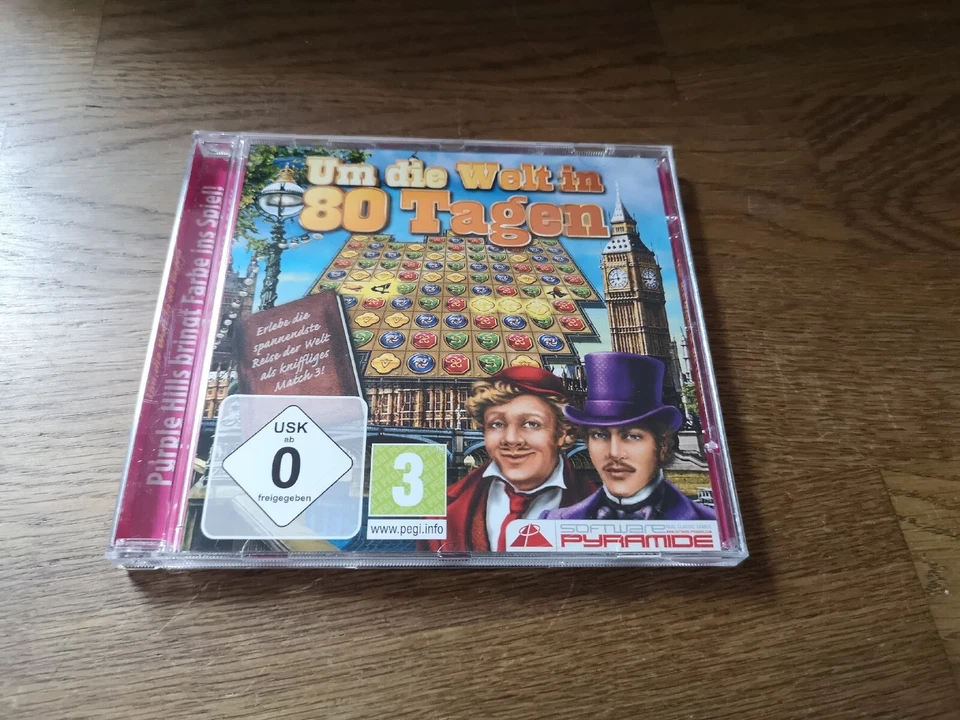 Purple Hills bringt Farbe ins Spiel!
Um die Welt in
80 Tagen
Erlebe die
spannendste
Reise der Welt
als kniffliges
Match 3!
USK
ab
0
freigegeben
3
www.pegi.info
SOFTWARE
PYRAMIDE